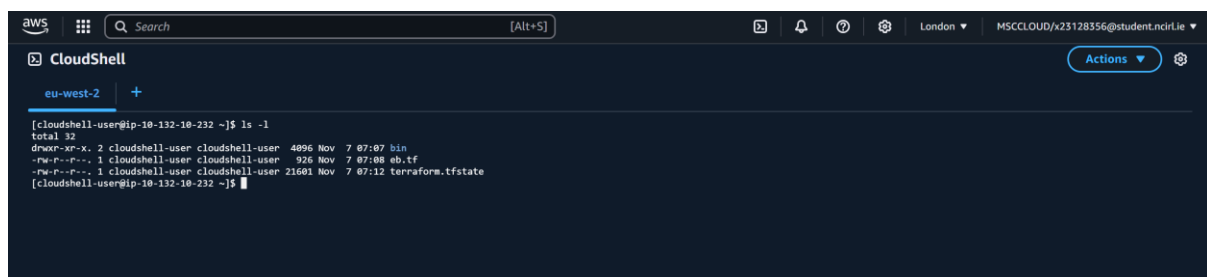 aws Search [Alt+S] London ▼ MSCCLOUD/x23128356@student.ncirl.ie ▼
CloudShell Actions ▼
eu-west-2 +
[cloudshell-user@ip-10-132-10-232 ~]$ ls -l
total 32
drwxr-xr-x. 2 cloudshell-user cloudshell-user  4096 Nov  7 07:07 bin
-rw-r--r--. 1 cloudshell-user cloudshell-user   926 Nov  7 07:08 eb.tf
-rw-r--r--. 1 cloudshell-user cloudshell-user 21601 Nov  7 07:12 terraform.tfstate
[cloudshell-user@ip-10-132-10-232 ~]$